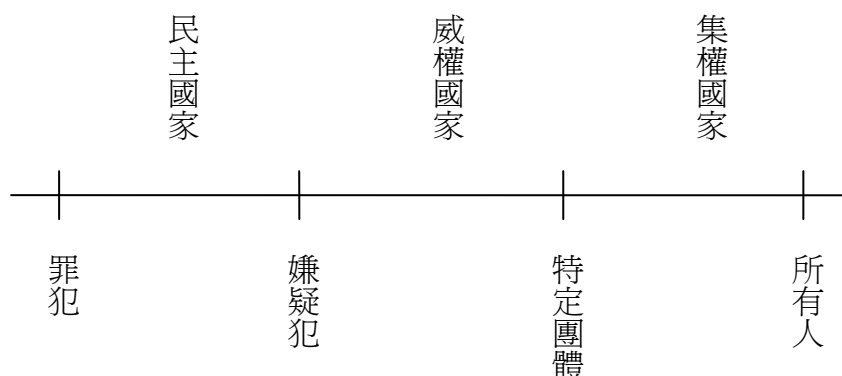 民主國家
威權國家
集權國家
罪犯
嫌疑犯
特定團體
所有人